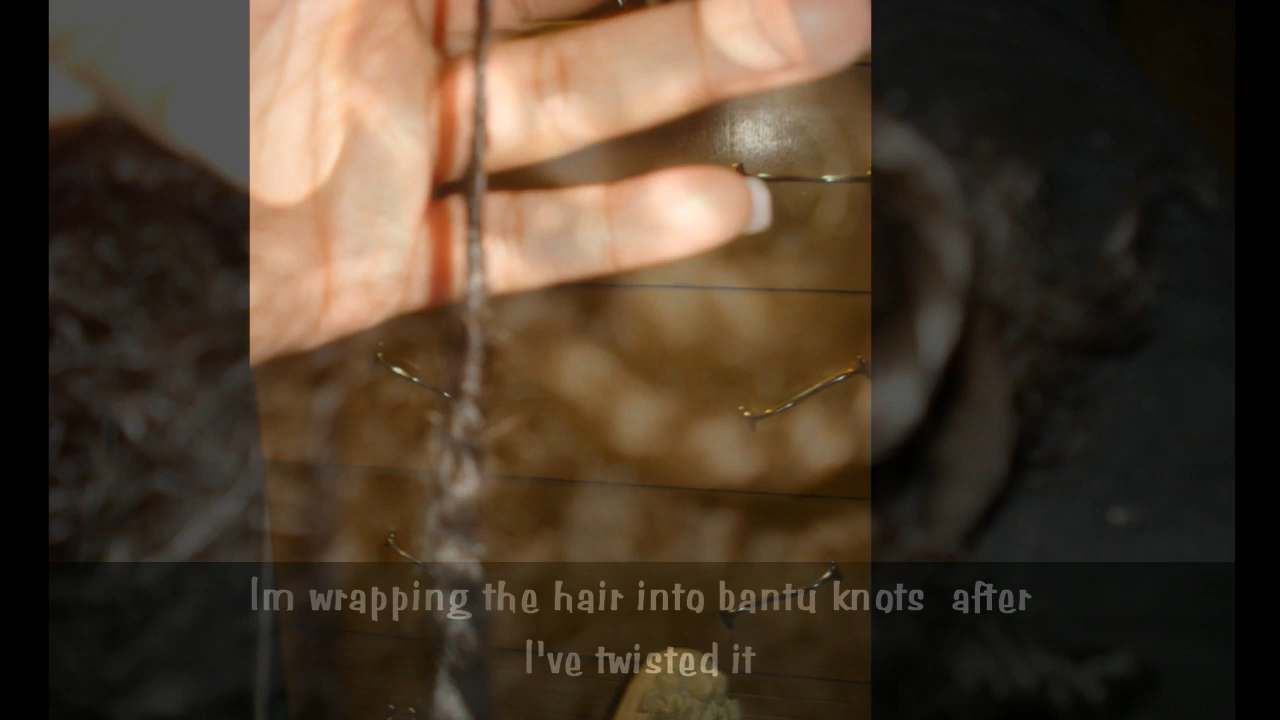 Im wrapping the hair into bantu knots  after
I've twisted it